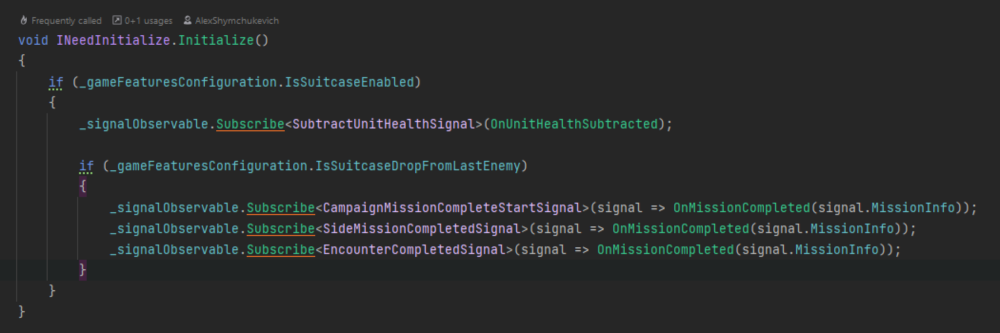 Frequently called 0+1 usages AlexShymchukevich
void INeedInitialize.Initialize()
{
if (_gameFeaturesConfiguration.IsSuitcaseEnabled)
{
_signalObservable.Subscribe<SubtractUnitHealthSignal>(OnUnitHealthSubtracted);
if (_gameFeaturesConfiguration.IsSuitcaseDropFromLastEnemy)
{
_signalObservable.Subscribe<CampaignMissionCompleteStartSignal>(signal => OnMissionCompleted(signal.MissionInfo));
_signalObservable.Subscribe<SideMissionCompletedSignal>(signal => OnMissionCompleted(signal.MissionInfo));
_signalObservable.Subscribe<EncounterCompletedSignal>(signal => OnMissionCompleted(signal.MissionInfo));
}
}
}